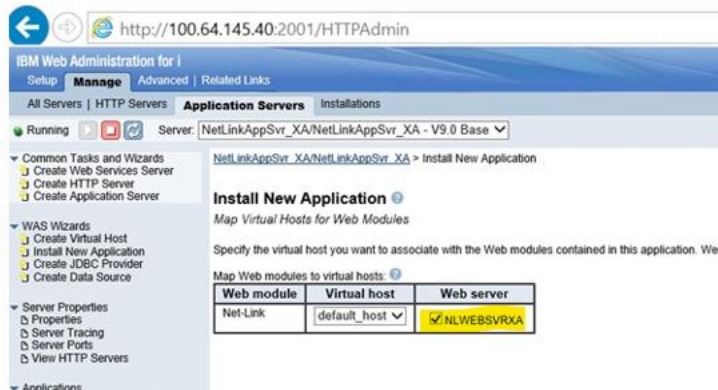 http://100.64.145.40:2001/HTTPAdmin
IBM Web Administration for i
Setup Manage Advanced | Related Links
All Servers | HTTP Servers Application Servers Installations
Running Server: NetLinkAppSvr_XA/NetLinkAppSvr_XA - V9.0 Base
Common Tasks and Wizards
Create Web Services Server
Create HTTP Server
Create Application Server
WAS Wizards
Create Virtual Host
Install New Application
Create JDBC Provider
Create Data Source
Server Properties
Properties
Server Tracing
Server Ports
View HTTP Servers
Applications
NetLinkAppSvr_XA/NetLinkAppSvr_XA > Install New Application
Install New Application
Map Virtual Hosts for Web Modules
Specify the virtual host you want to associate with the Web modules contained in this application. We
Map Web modules to virtual hosts:
Web module Virtual host Web server
Net-Link default_host NLWEBSVRXA